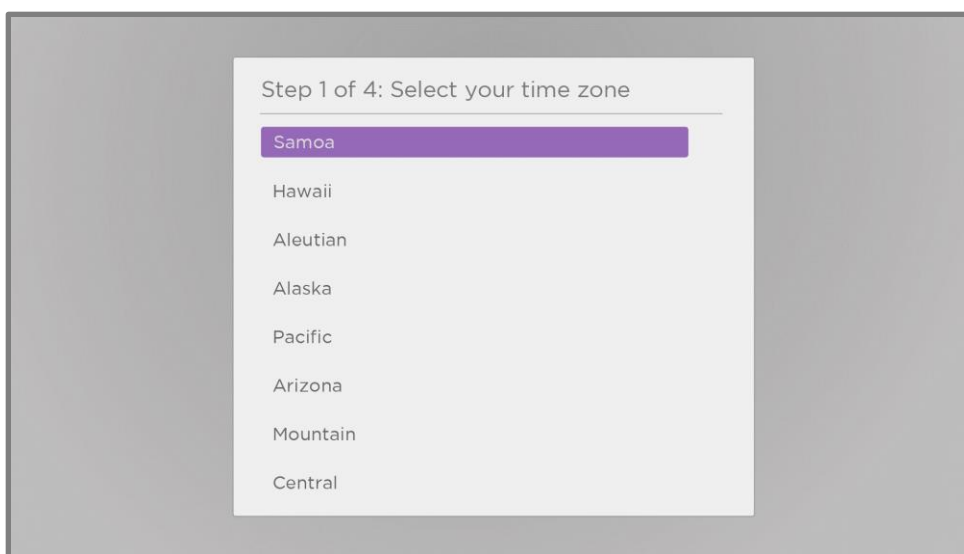 Step 1 of 4: Select your time zone
Samoa
Hawaii
Aleutian
Alaska
Pacific
Arizona
Mountain
Central